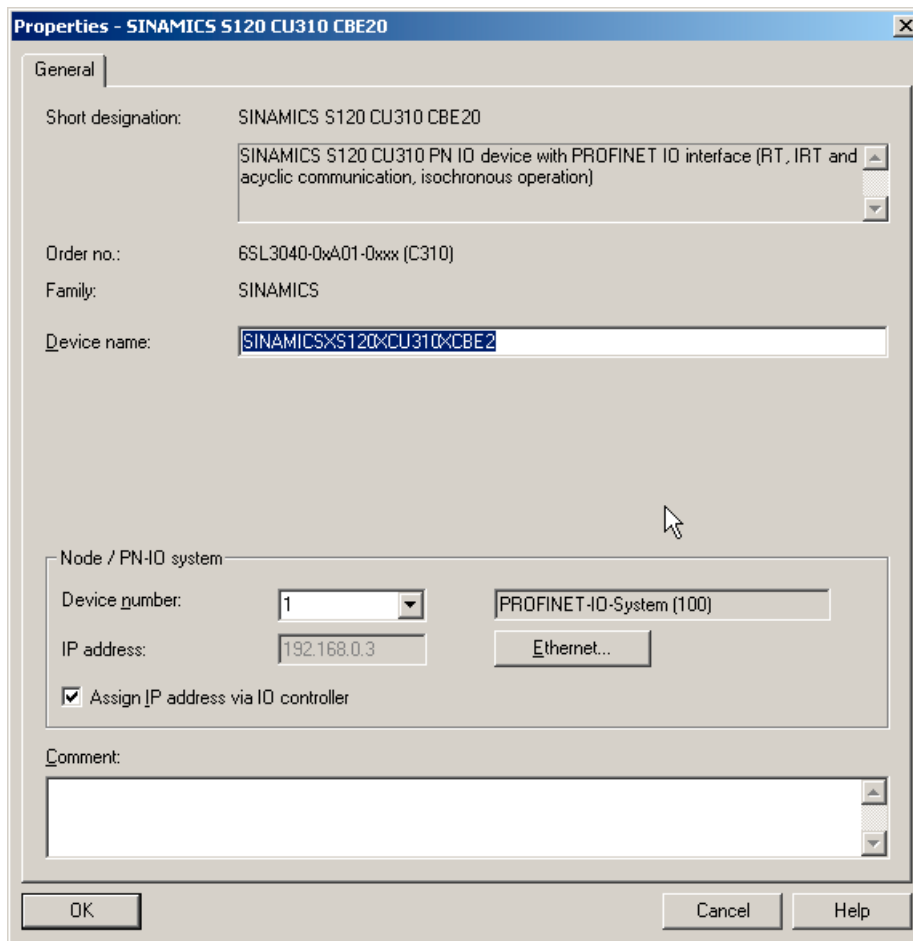 Properties - SINAMICS S120 CU310 CBE20
General
Short designation: SINAMICS S120 CU310 CBE20
SINAMICS S120 CU310 PN IO device with PROFINET IO interface (RT, IRT and
acyclic communication, isochronous operation)
Order no.: 6SL3040-0xA01-0xxx (C310)
Family: SINAMICS
Device name: SINAMICSXS120XCU310XCBE2
Node / PN-IO system
Device number: 1 PROFINET-IO-System (100)
IP address: 192.168.0.3 Ethernet...
Assign IP address via IO controller
Comment:
OK Cancel Help